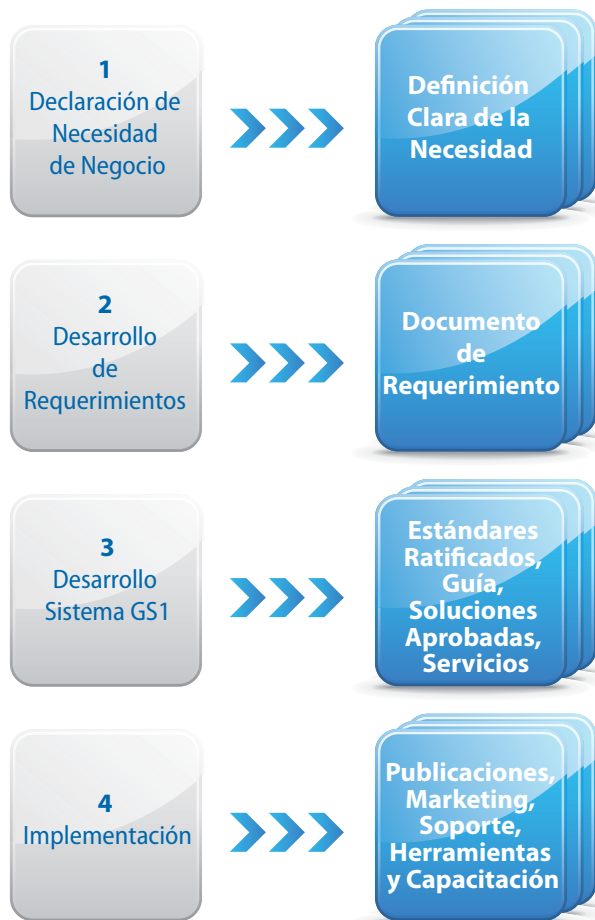 1
Declaración de
Necesidad
de Negocio
Definición
Clara de la
Necesidad
2
Desarrollo
de
Requerimientos
Documento
de
Requerimiento
3
Desarrollo
Sistema GS1
Estándares
Ratificados,
Guía,
Soluciones
Aprobadas,
Servicios
4
Implementación
Publicaciones,
Marketing,
Soporte,
Herramientas
y Capacitación